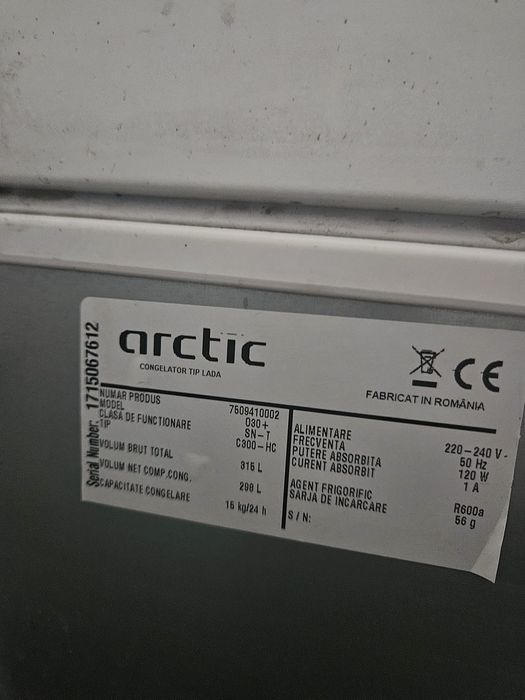 arctic
CONGELATOR TIP LADA
CE
FABRICAT IN ROMÂNIA
Serial Number: 1715067612
NUMAR PRODUS 7509410002
MODEL O30+
CLASA DE FUNCTIONARE SN-T
TIP C300-HC
VOLUM BRUT TOTAL 315 L
VOLUM NET COMP.CONG. 298 L
CAPACITATE CONGELARE 15 kg/24 h
ALIMENTARE 220-240 V-
FRECVENTA 50 Hz
PUTERE ABSORBITA 120 W
CURENT ABSORBIT 1 A
AGENT FRIGORIFIC R600a
SARJA DE INCARCARE 56 g
S / N: